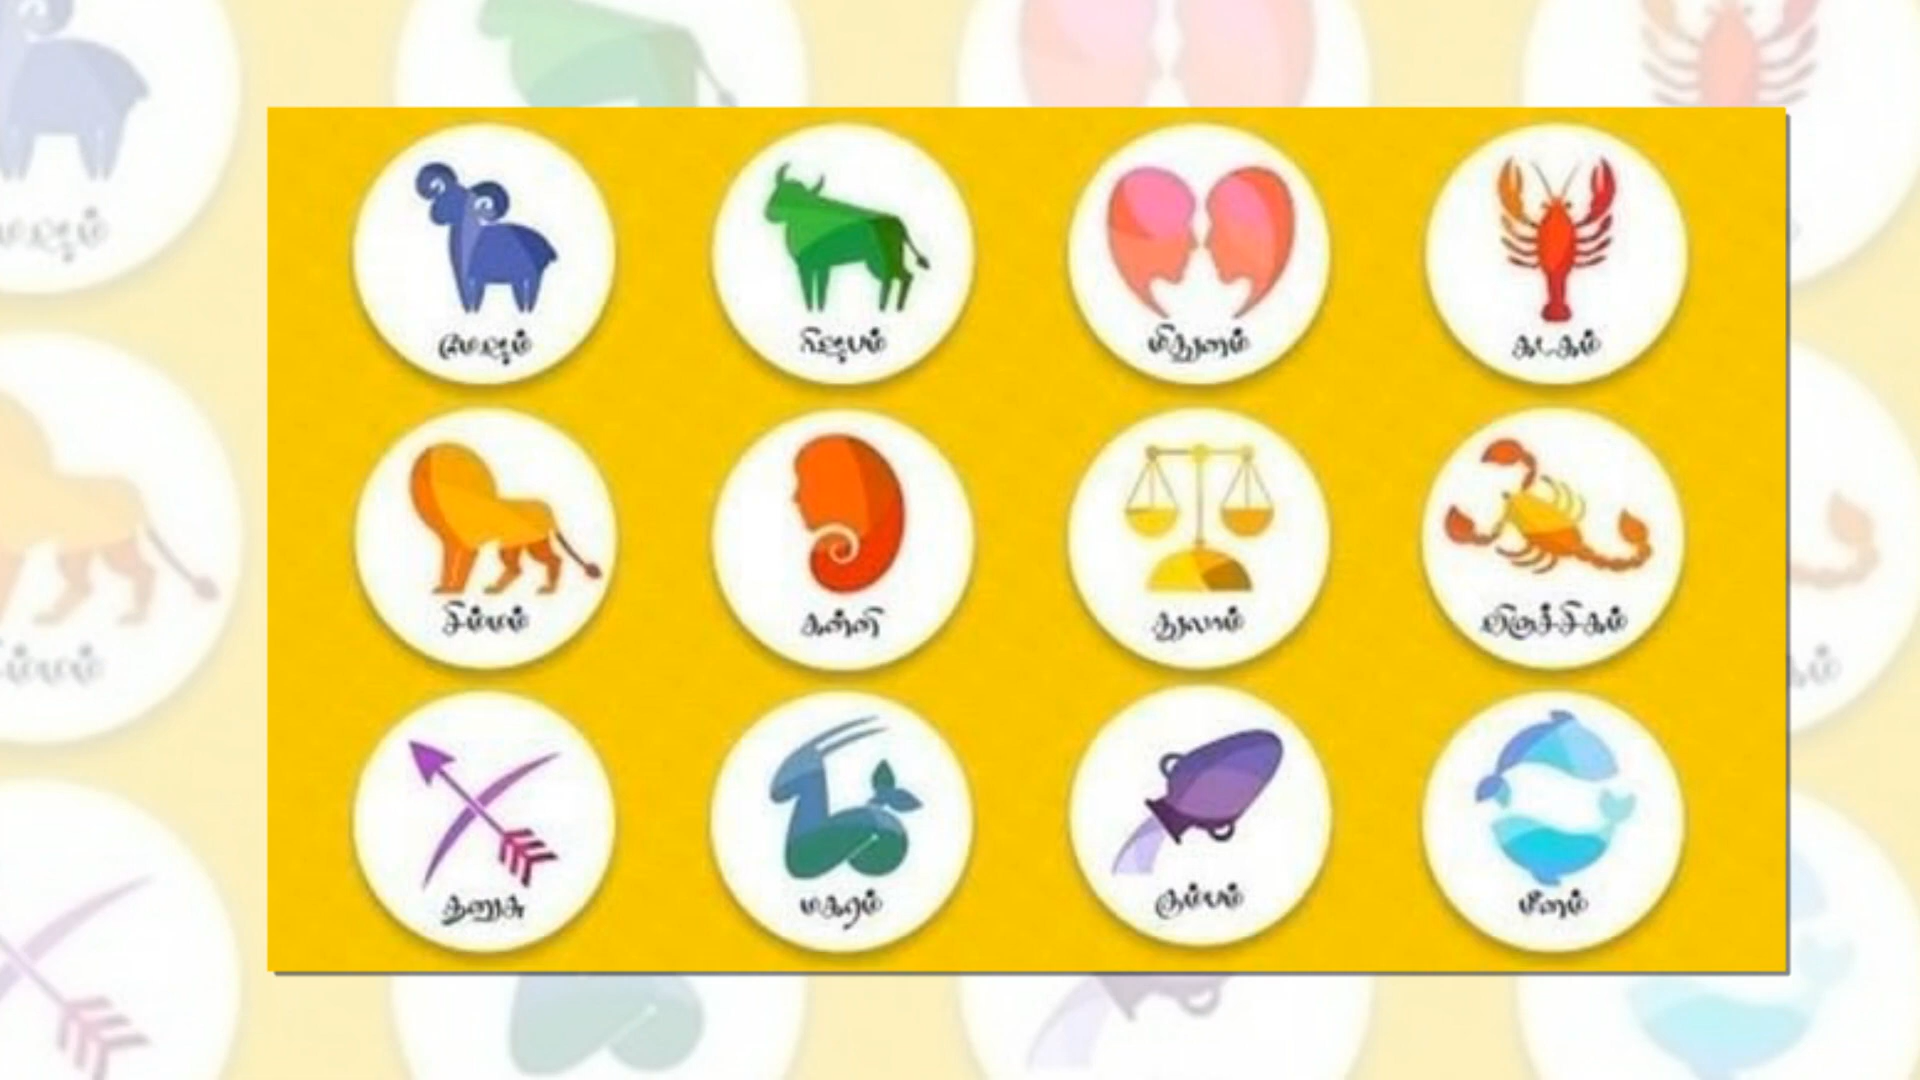 மேஷம்
ரிஷபம்
மிதுனம்
கடகம்
சிம்மம்
கன்னி
துலாம்
விருச்சிகம்
தனுசு
மகரம்
கும்பம்
மீனம்